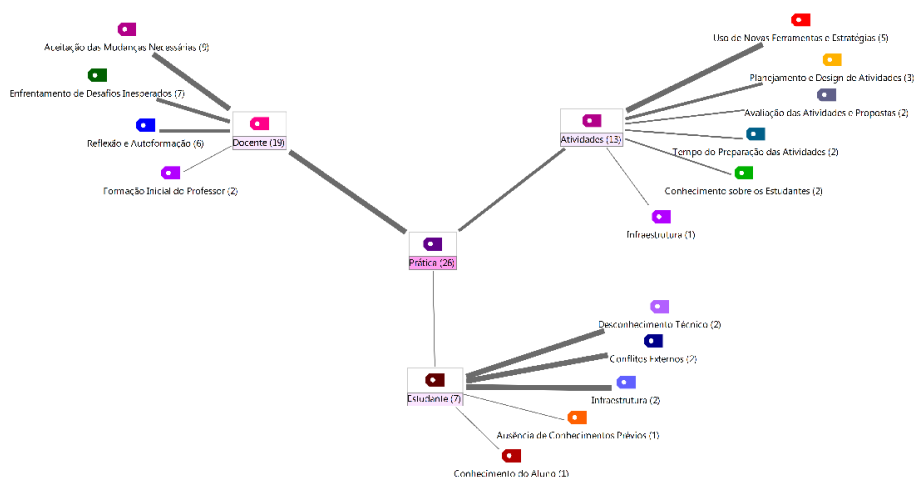 Aceitação das Mudanças Necessárias (9)
Enfrentamento de Desafios Inesperados (7)
Reflexão e Autoformação (6)
Formação Inicial do Professor (2)
Docente (19)
Uso de Novas Ferramentas e Estratégias (5)
Planejamento e Design de Atividades (3)
Avaliação das Atividades e Propostas (2)
Tempo do Preparação das Atividades (2)
Conhecimento sobre os Estudantes (2)
Infraestrutura (1)
Atividades (13)
Prática (26)
Estudante (7)
Desconhecimento Técnico (2)
Conflitos Externos (2)
Infraestrutura (2)
Ausência de Conhecimentos Prévios (1)
Conhecimento do Aluno (1)